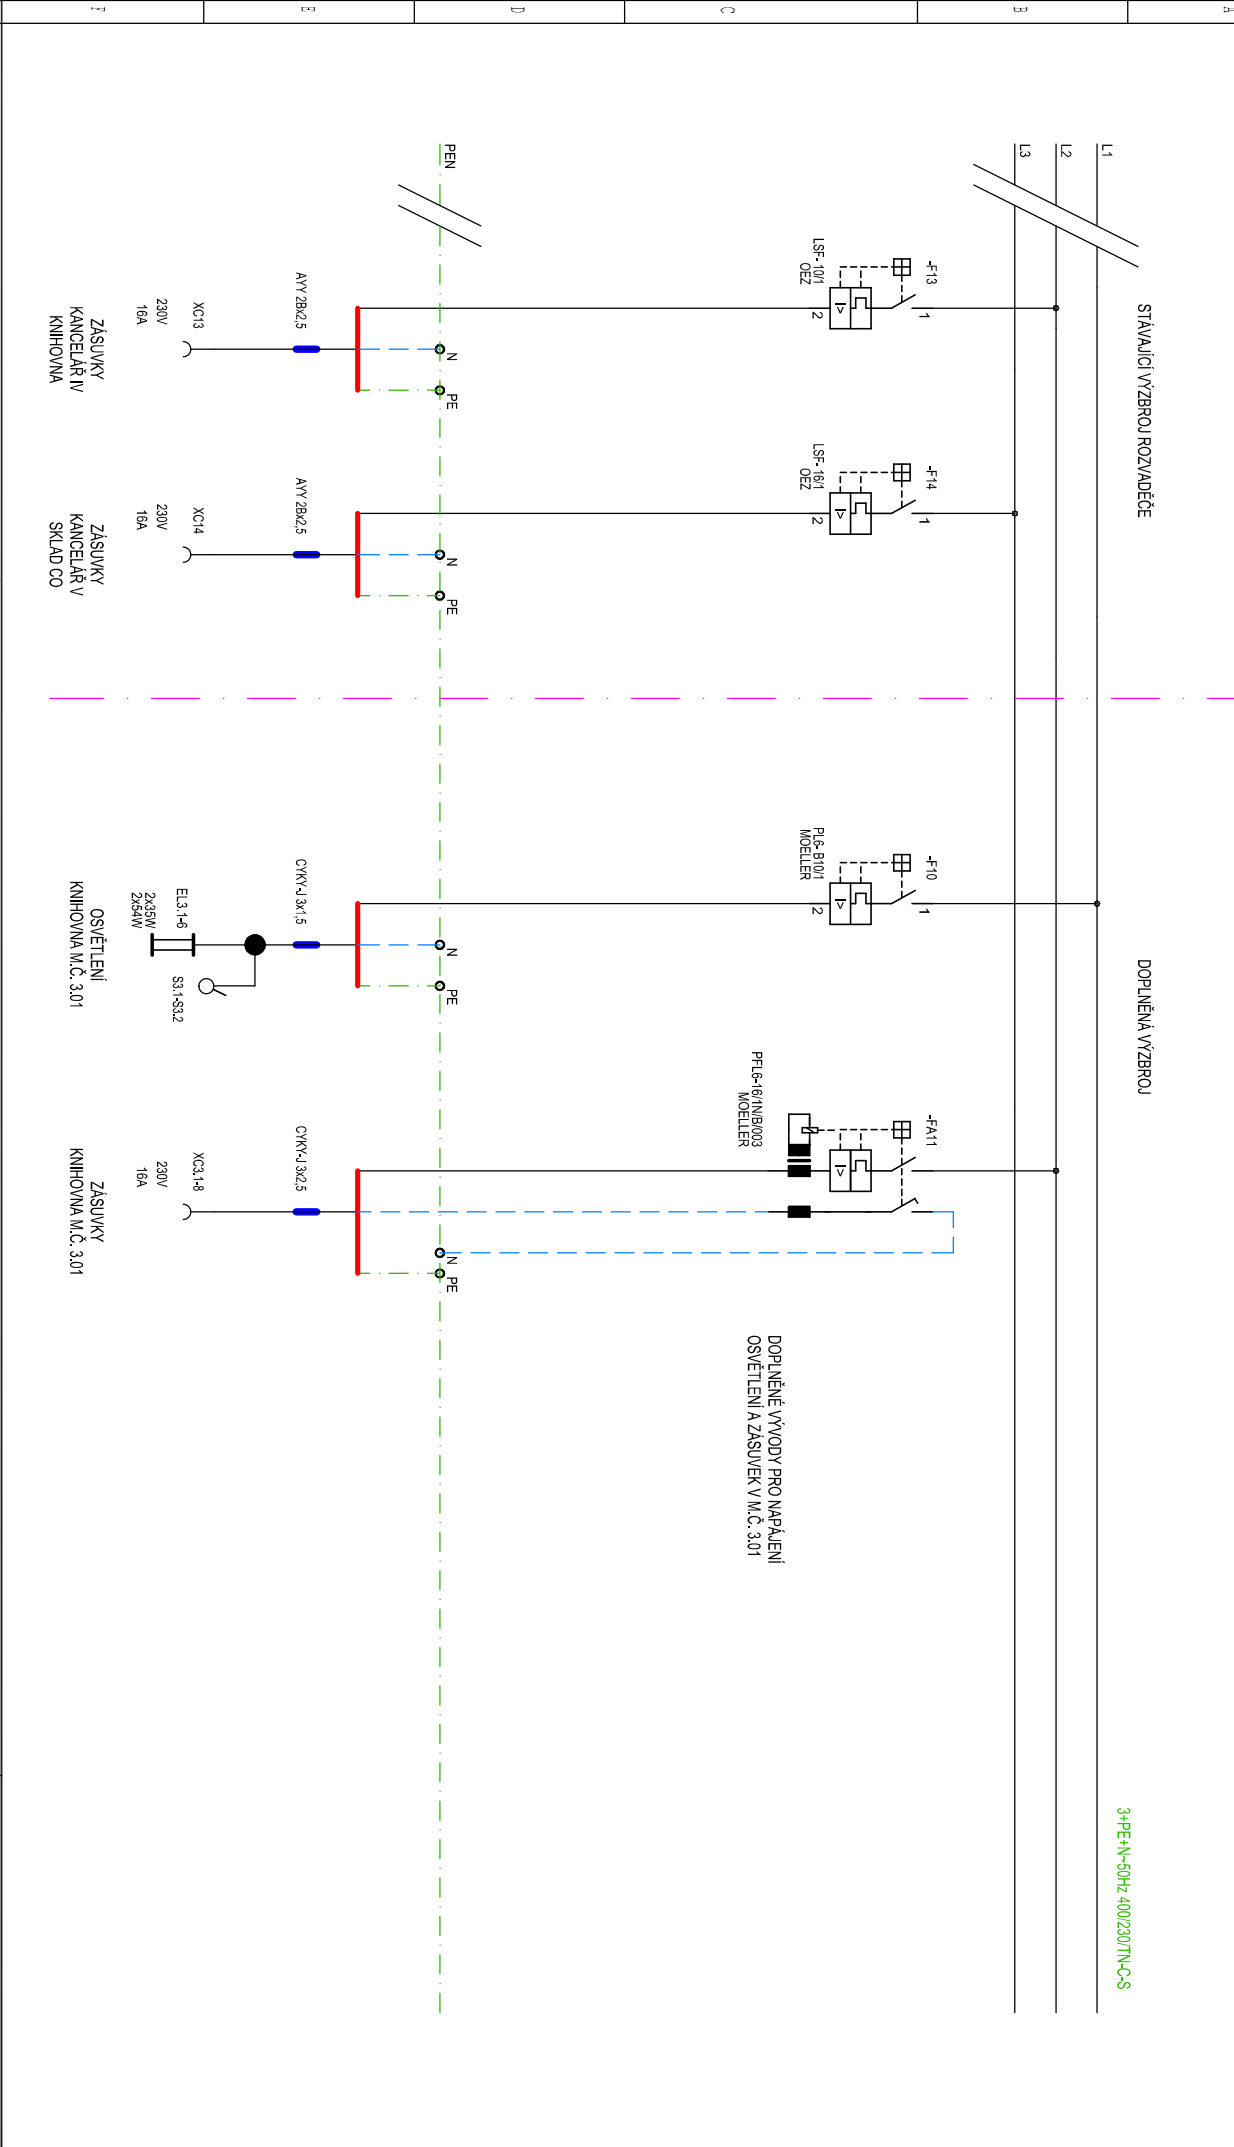 A
B
C
D
E
F
STÁVAJÍCÍ VÝZBROJ ROZVADĚČE
DOPLNĚNÁ VÝZBROJ
3+PE+N~50Hz 400/230/TN-C-S
L1
L2
L3
-F13
1
LSF- 10/1
OEZ
I>
2
-F14
1
LSF- 16/1
OEZ
I>
2
-F10
1
PL6- B10/1
MOELLER
I>
2
-FA11
I>
PFL6-16/1N/B/003
MOELLER
DOPLNĚNÉ VÝVODY PRO NAPÁJENÍ
OSVĚTLENÍ A ZÁSUVEK V M.Č. 3.01
PEN
N
PE
N
PE
N
PE
N
PE
AYY 2Bx2,5
XC13
230V
16A
ZÁSUVKY
KANCELÁŘ IV
KNIHOVNA
AYY 2Bx2,5
XC14
230V
16A
ZÁSUVKY
KANCELÁŘ V
SKLAD CO
CYKY-J 3x1,5
EL3.1-6
2x35W
2x54W
S3.1-S3.2
OSVĚTLENÍ
KNIHOVNA M.Č. 3.01
CYKY-J 3x2,5
XC3.1-8
230V
16A
ZÁSUVKY
KNIHOVNA M.Č. 3.01